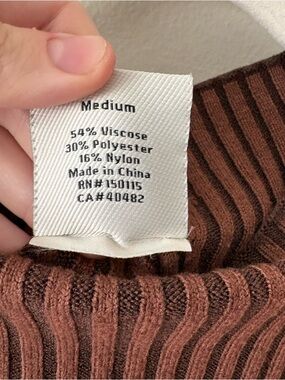 Medium
54% Viscose
30% Polyester
16% Nylon
Made in China
RN#150115
CA#40482